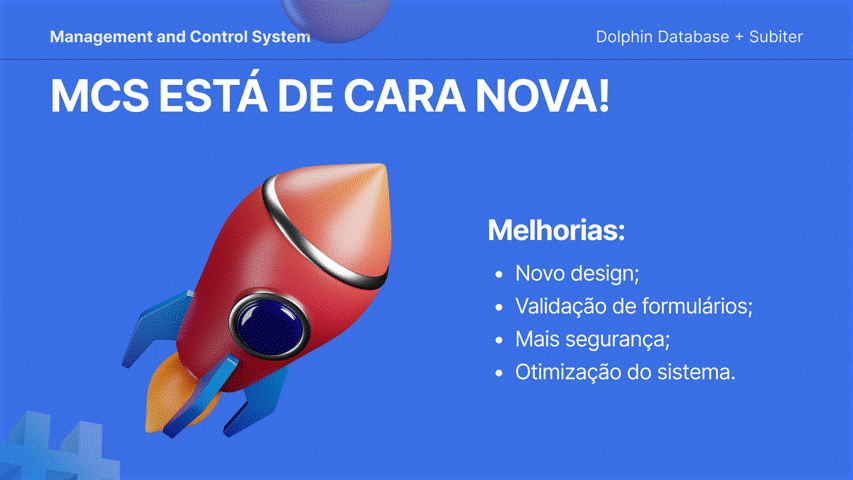 Management and Control System
Dolphin Database + Subiter
MCS ESTÁ DE CARA NOVA!
Melhorias:
• Novo design;
• Validação de formulários;
• Mais segurança;
• Otimização do sistema.